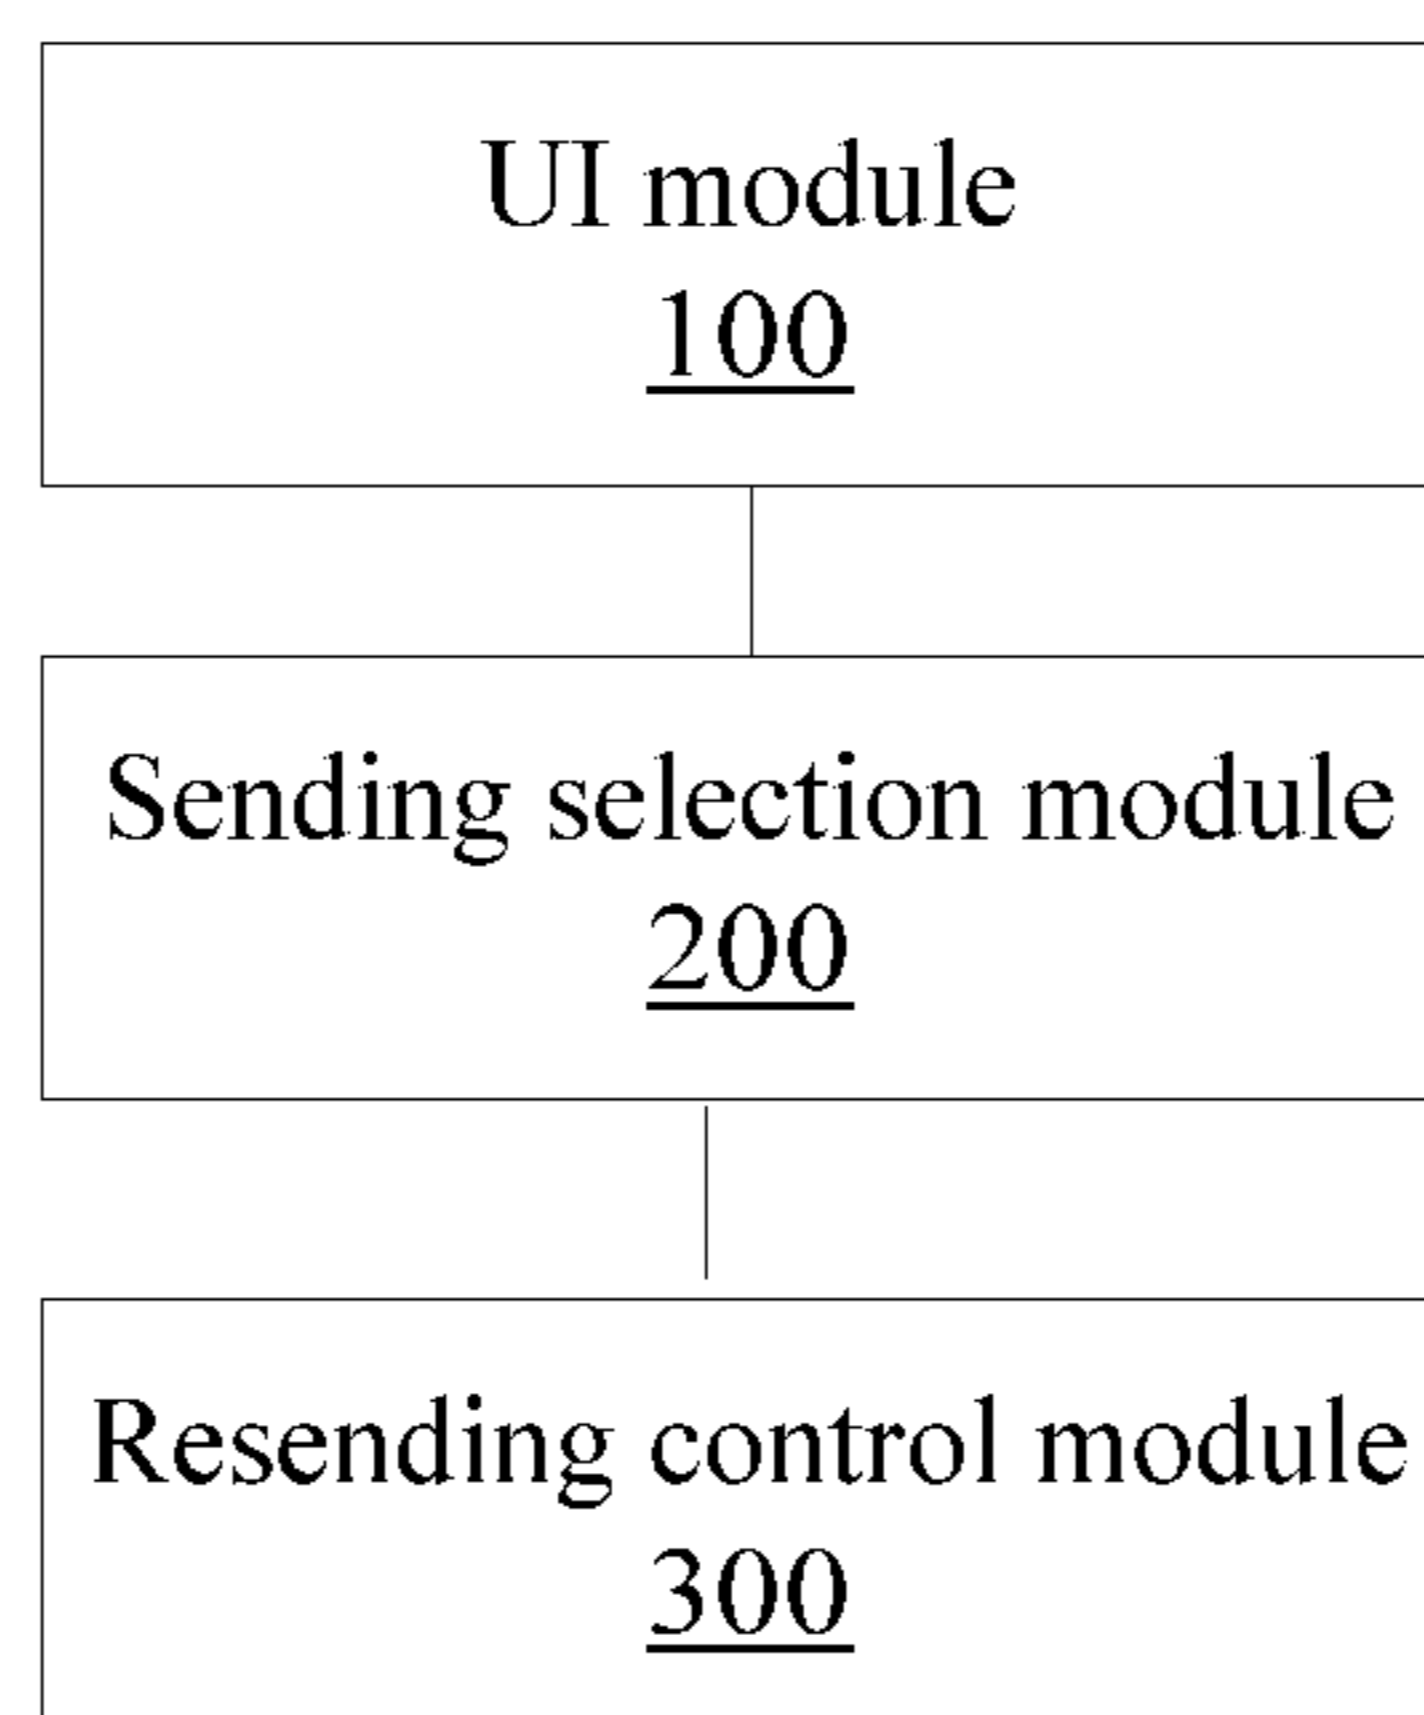 UI module
100
Sending selection module
200
Resending control module
300